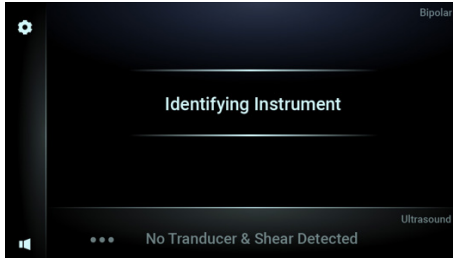 Bipolar
Identifying Instrument
Ultrasound
No Tranducer & Shear Detected